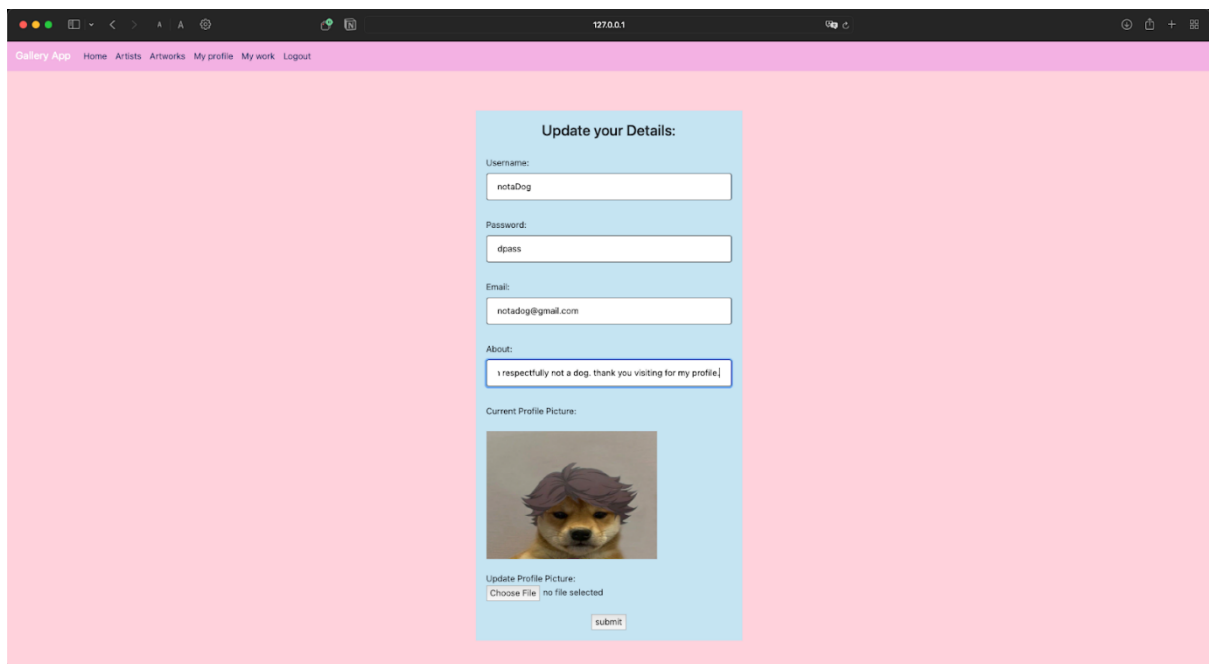 A A 127.0.0.1
Gallery App Home Artists Artworks My profile My work Logout
Update your Details:
Username:
notaDog
Password:
dpass
Email:
notadog@gmail.com
About:
respectfully not a dog. thank you visiting for my profile.
Current Profile Picture:
Update Profile Picture:
Choose File no file selected
submit